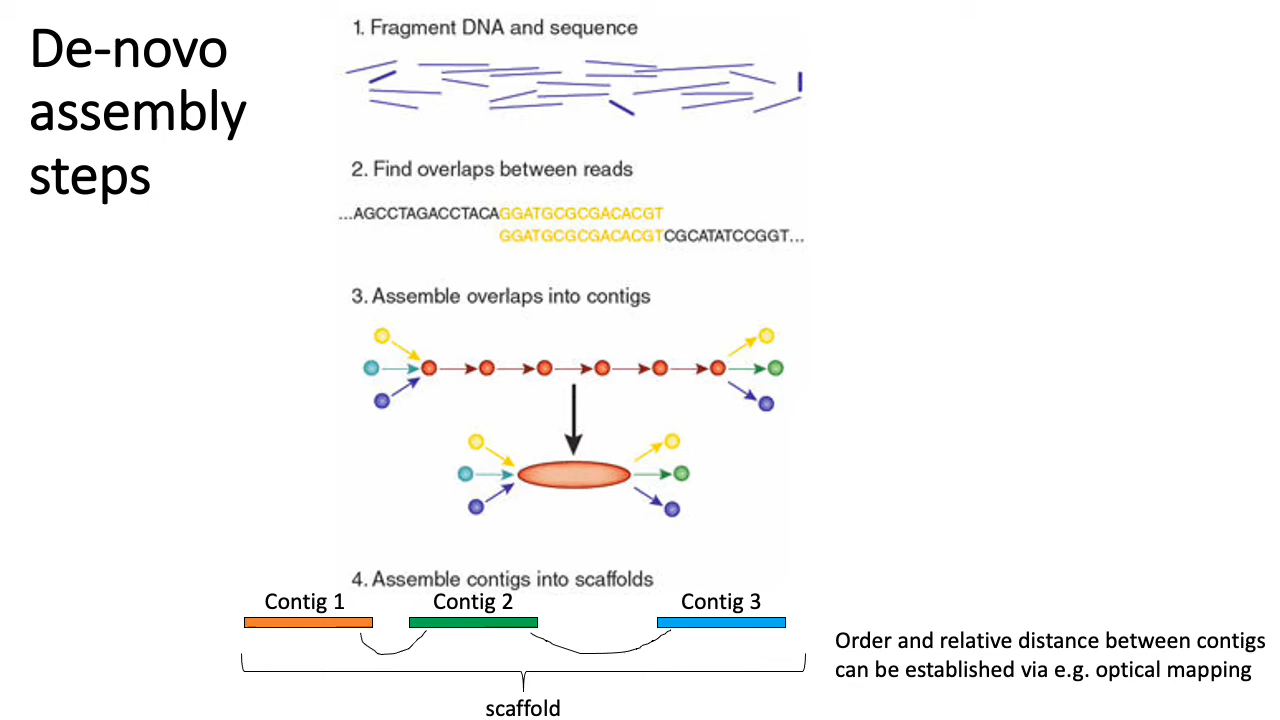 De-novo
assembly
steps
1. Fragment DNA and sequence
2. Find overlaps between reads
...AGCCTAGACCTACAGGATGCGCGACACGT
GGATGCGCGACACGTCGCATATCCGGT...
3. Assemble overlaps into contigs
4. Assemble contigs into scaffolds
Contig 1 Contig 2 Contig 3
Order and relative distance between contigs
can be established via e.g. optical mapping
scaffold